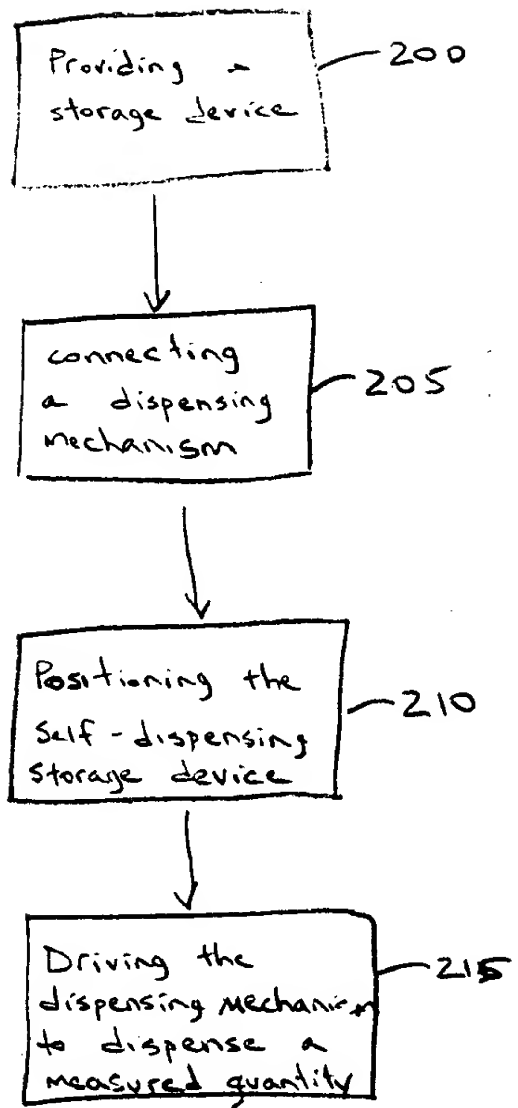 Providing a
storage device
200
connecting
a dispensing
mechanism
205
Positioning the
self-dispensing
storage device
210
Driving the
dispensing mechanism
to dispense a
measured quantity
215